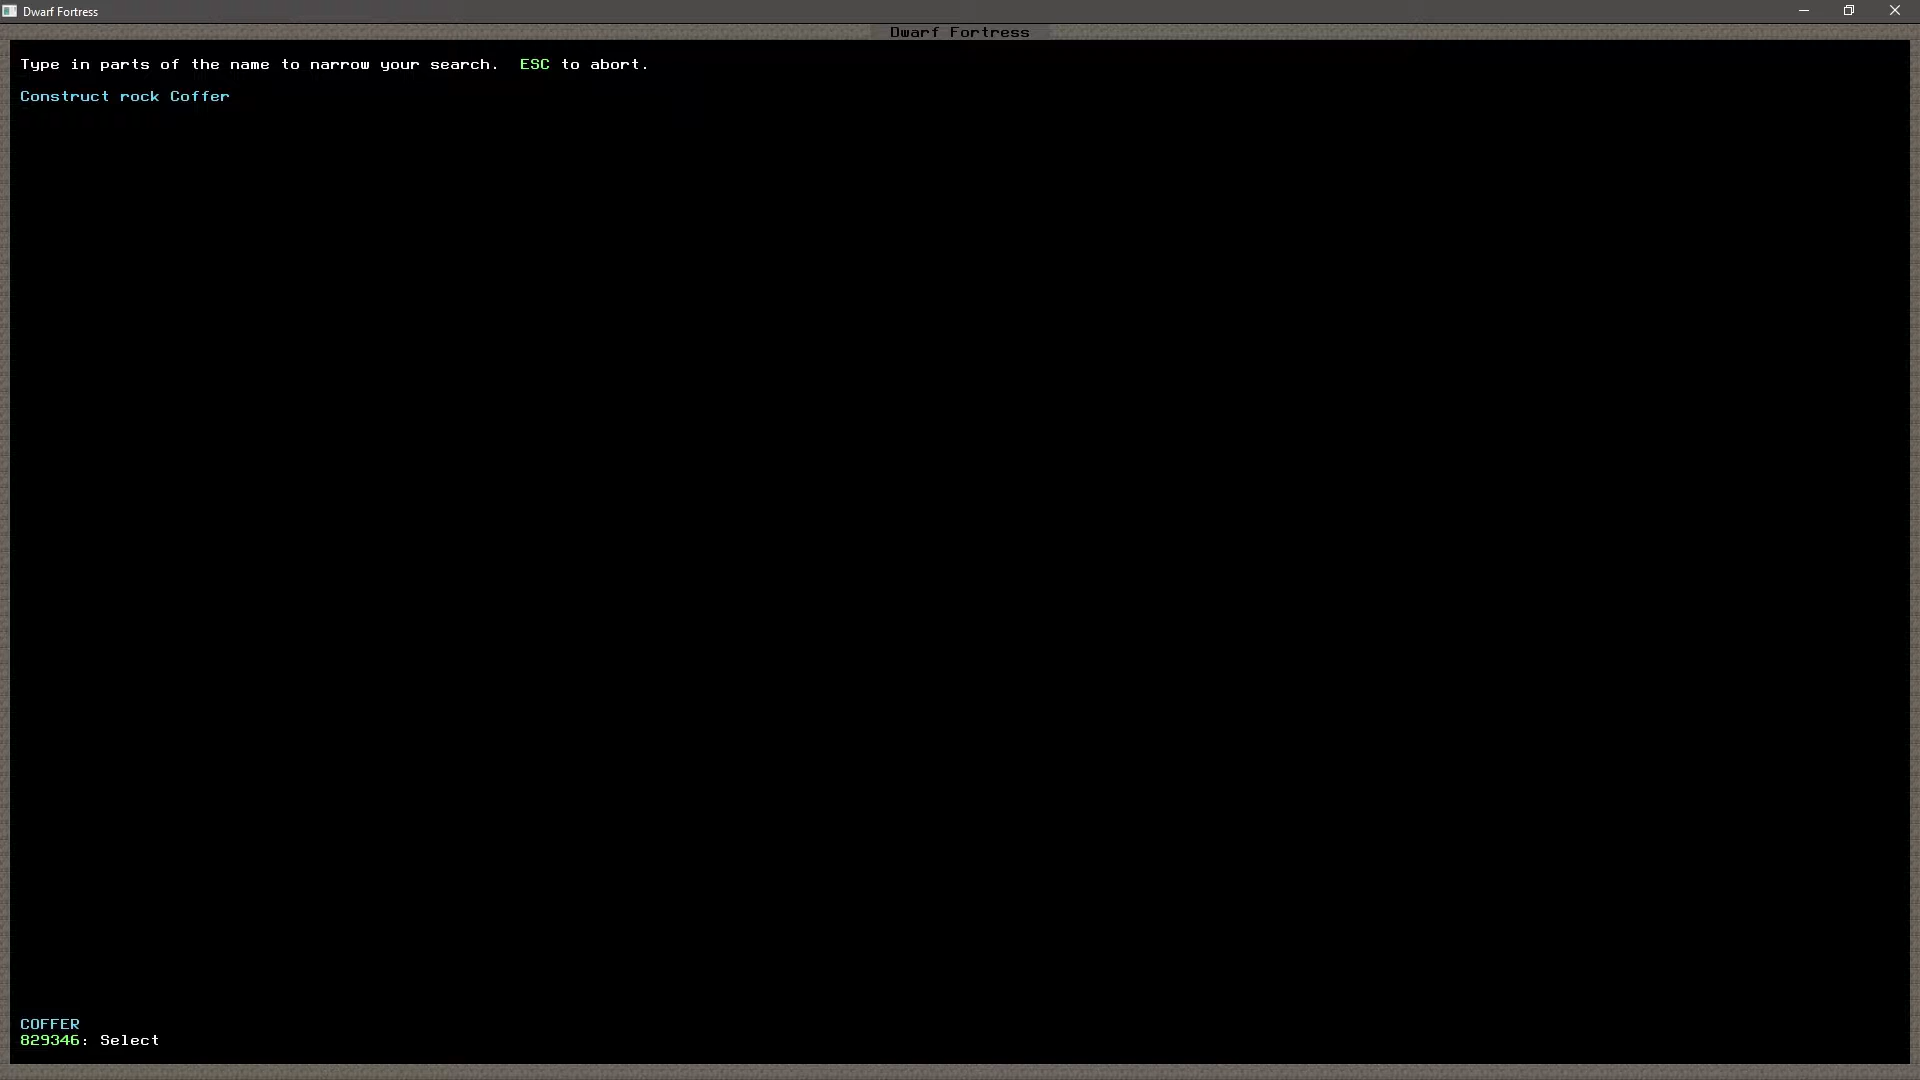 Dwarf Fortress
Dwarf Fortress
Type in parts of the name to narrow your search.  ESC to abort.
Construct rock Coffer
COFFER
829346: Select